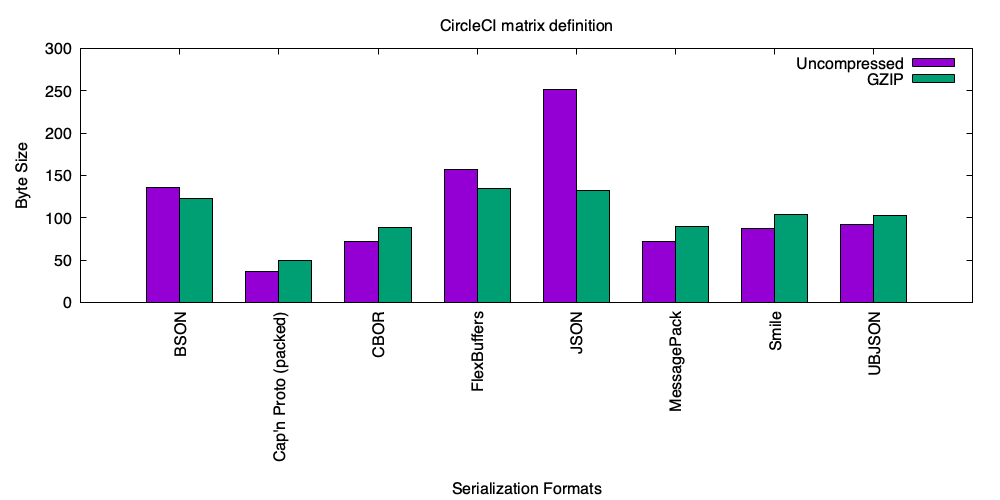 CircleCI matrix definition
300
250
200
150
100
50
0
Byte Size
Uncompressed
GZIP
BSON
Cap'n Proto (packed)
CBOR
FlexBuffers
JSON
MessagePack
Smile
UBJSON
Serialization Formats